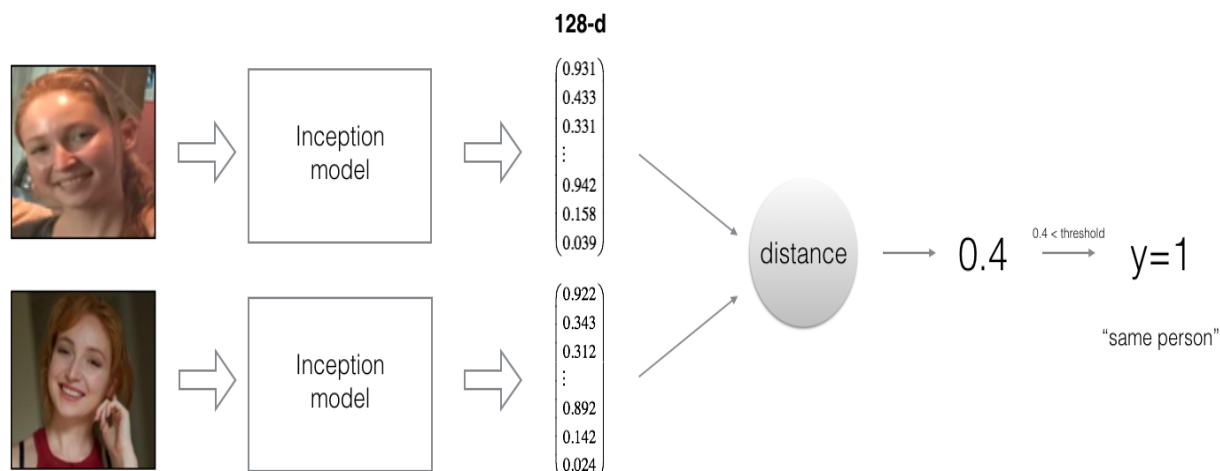 128-d
0.931
0.433
0.331
⋮
0.942
0.158
0.039
Inception
model
0.922
0.343
0.312
⋮
0.892
0.142
0.024
Inception
model
distance
0.4
0.4 < threshold
y=1
“same person”